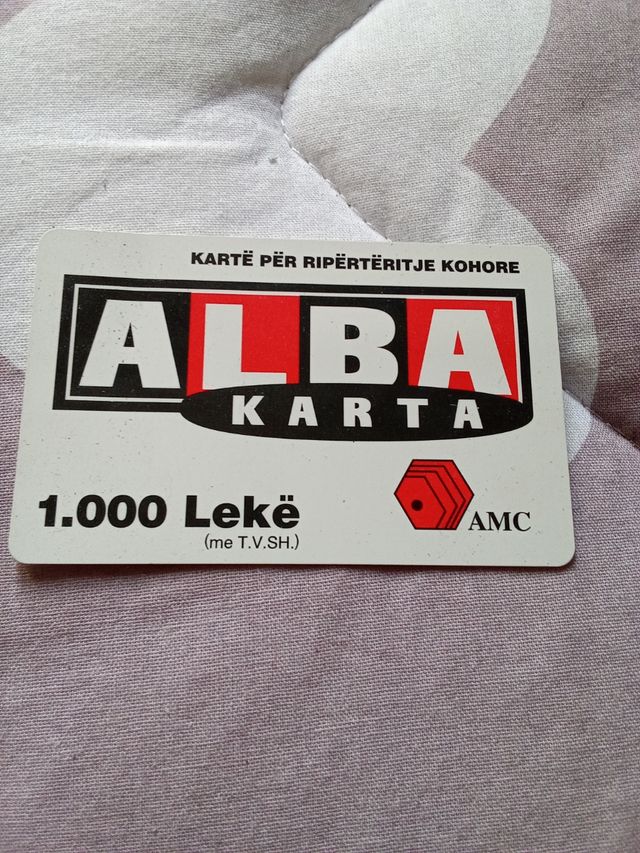 KARTË PËR RIPËRTËRITJE KOHORE
ALBA
KARTA
1.000 Lekë
(me T.V.SH.)
AMC